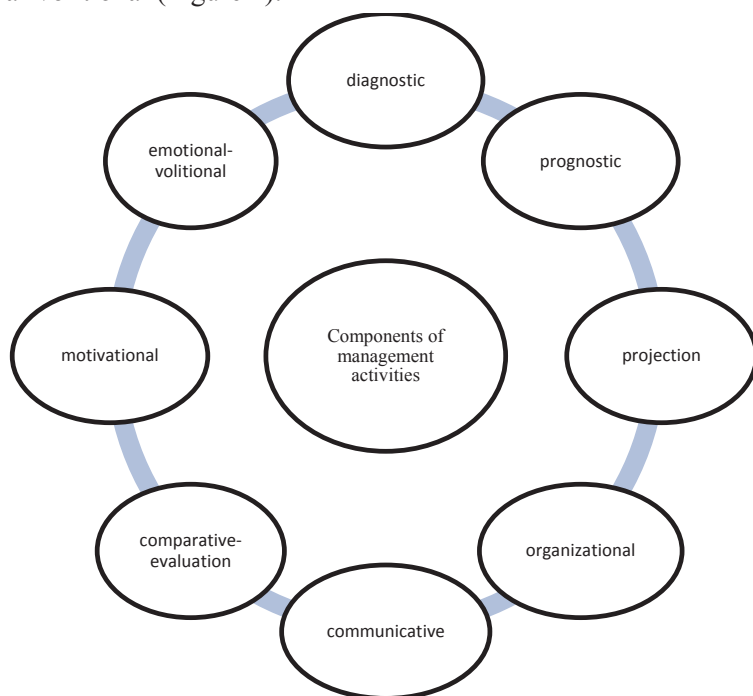 diagnostic
prognostic
projection
organizational
communicative
comparative-
evaluation
motivational
emotional-
volitional
Components of
management
activities